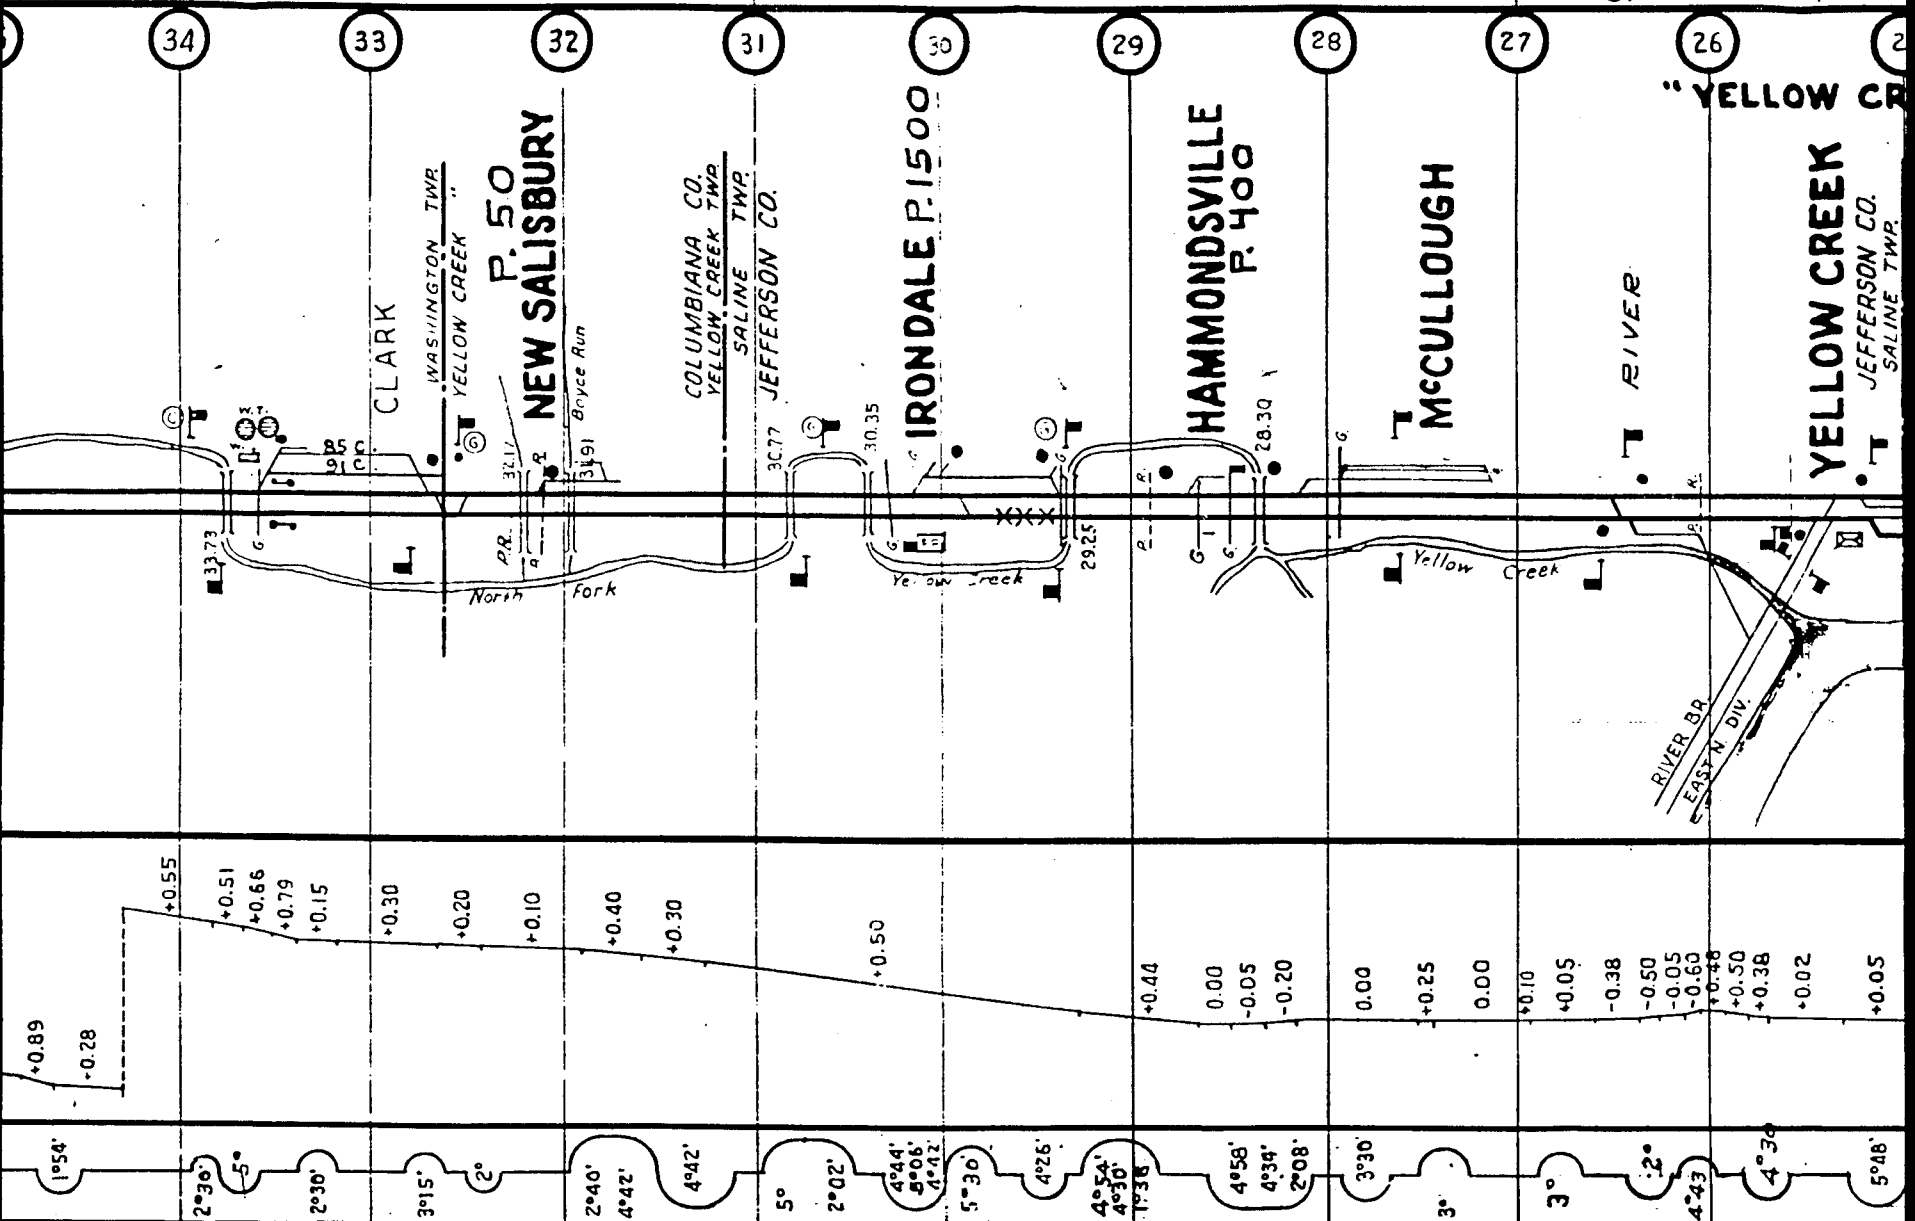 34
33
32
31
30
29
28
27
26
2
" YELLOW CR
CLARK
WASHINGTON TWP.
YELLOW CREEK "
P. 50
NEW SALISBURY
Boyce Run
COLUMBIANA CO.
YELLOW CREEK TWP.
SALINE TWP.
JEFFERSON CO.
IRONDALE P.1500
HAMMONDSVILLE
P. 400
McCULLOUGH
RIVER
YELLOW CREEK
JEFFERSON CO.
SALINE TWP.
W.T.
85 C
91 C
G
33.73
G.
32.17
R
31.91
P.R.
R
30.77
30.35
G
G.
29.25
G.
R.
P.
G
G.
28.30
G.
R.
P.
North Fork
Yellow Creek
Yellow Creek
RIVER BR.
EAST'N. DIV.
+0.89
+0.28
+0.55
+0.51
+0.66
+0.79
+0.15
+0.30
+0.20
+0.10
+0.40
+0.30
+0.50
+0.44
0.00
-0.05
-0.20
0.00
+0.25
0.00
+0.10
+0.05
-0.38
-0.50
-0.05
-0.60
+0.48
+0.50
+0.38
+0.02
+0.05
1°54'
2°30'
5°
2°30'
3°15'
2°
2°40'
4°42'
4°42'
5°
2°02'
4°44'
8°06'
4°42'
5°30'
4°26'
4°54'
4°30'
1°36'
4°58'
4°34'
2°08'
3°30'
3°
3°
2°
4°43
4°30
5°48'